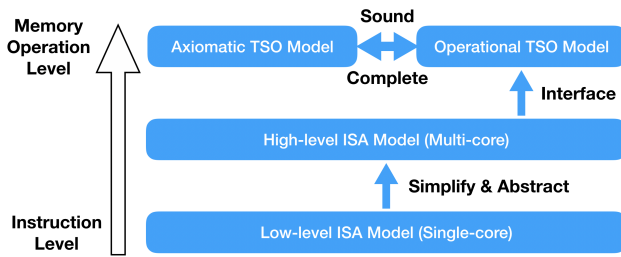 Memory
Operation
Level
Sound
Axiomatic TSO Model
Operational TSO Model
Complete
Interface
High-level ISA Model (Multi-core)
Simplify & Abstract
Instruction
Level
Low-level ISA Model (Single-core)